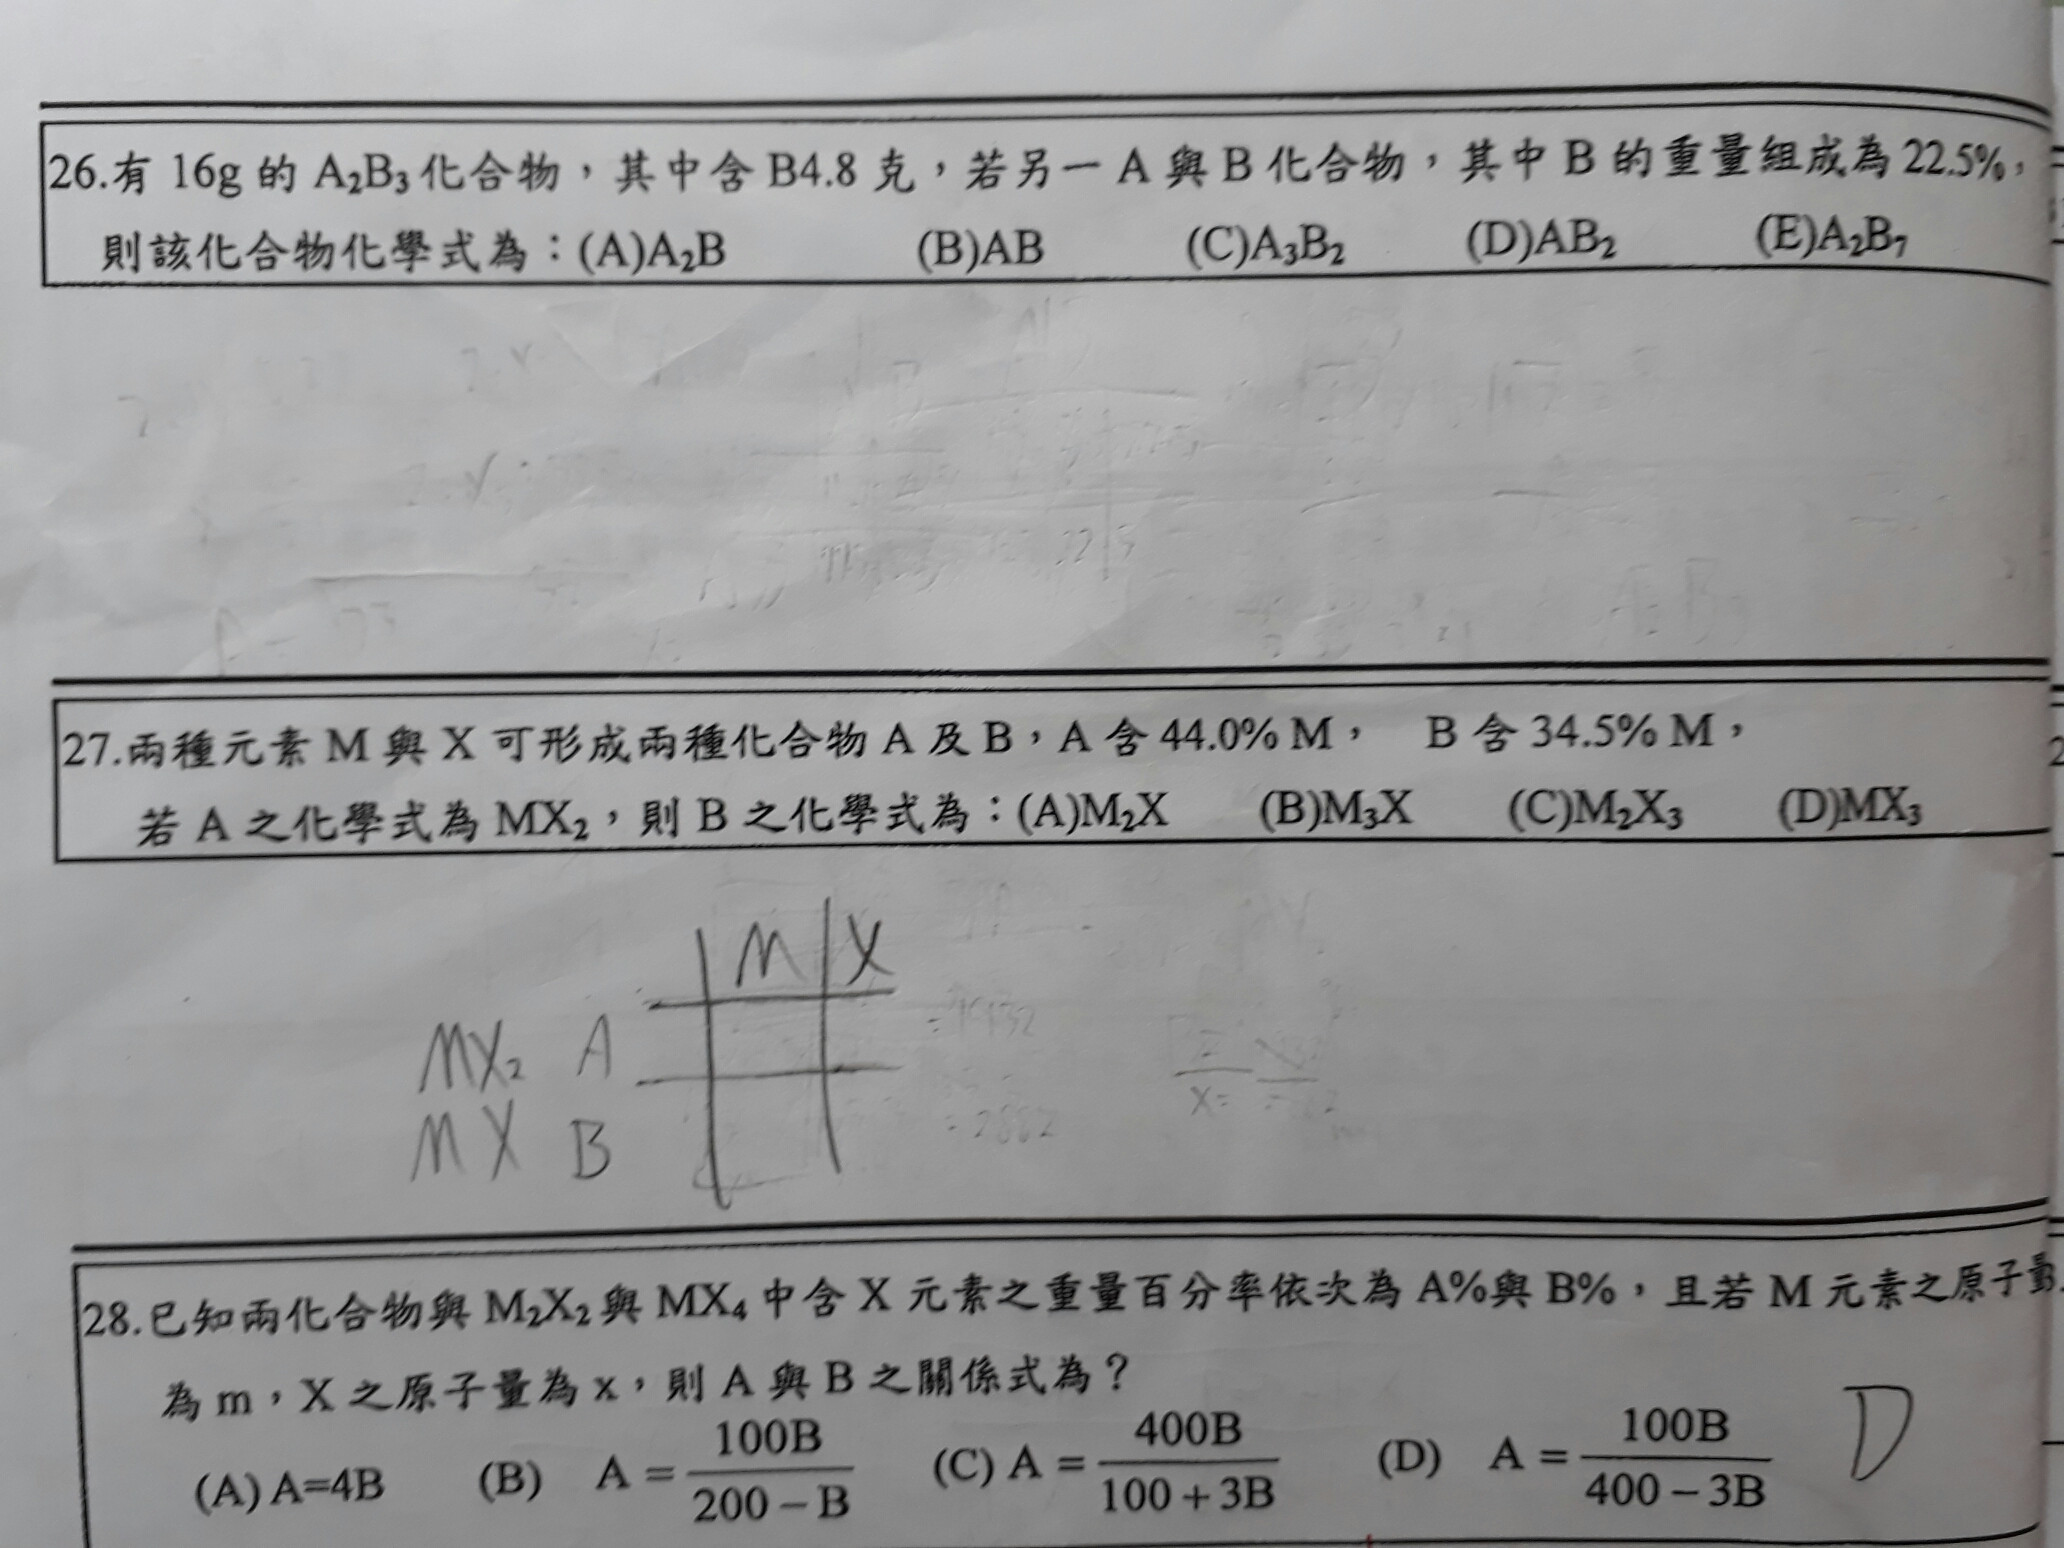 26.有 16g 的 A₂B₃ 化合物，其中含 B4.8 克，若另一 A 與 B 化合物，其中 B 的重量組成為 22.5%，
則該化合物化學式為：(A)A₂B (B)AB (C)A₃B₂ (D)AB₂ (E)A₂B₇
27.兩種元素 M 與 X 可形成兩種化合物 A 及 B，A 含 44.0% M， B 含 34.5% M，
若 A 之化學式為 MX₂，則 B 之化學式為：(A)M₂X (B)M₃X (C)M₂X₃ (D)MX₃
M X
MX₂ A
MX B
28.已知兩化合物與 M₂X₂ 與 MX₄ 中含 X 元素之重量百分率依次為 A%與 B%，且若 M 元素之原子量
為 m，X 之原子量為 x，則 A 與 B 之關係式為？
(A) A=4B (B) A = 100B / 200 – B (C) A = 400B / 100 + 3B (D) A = 100B / 400 – 3B D